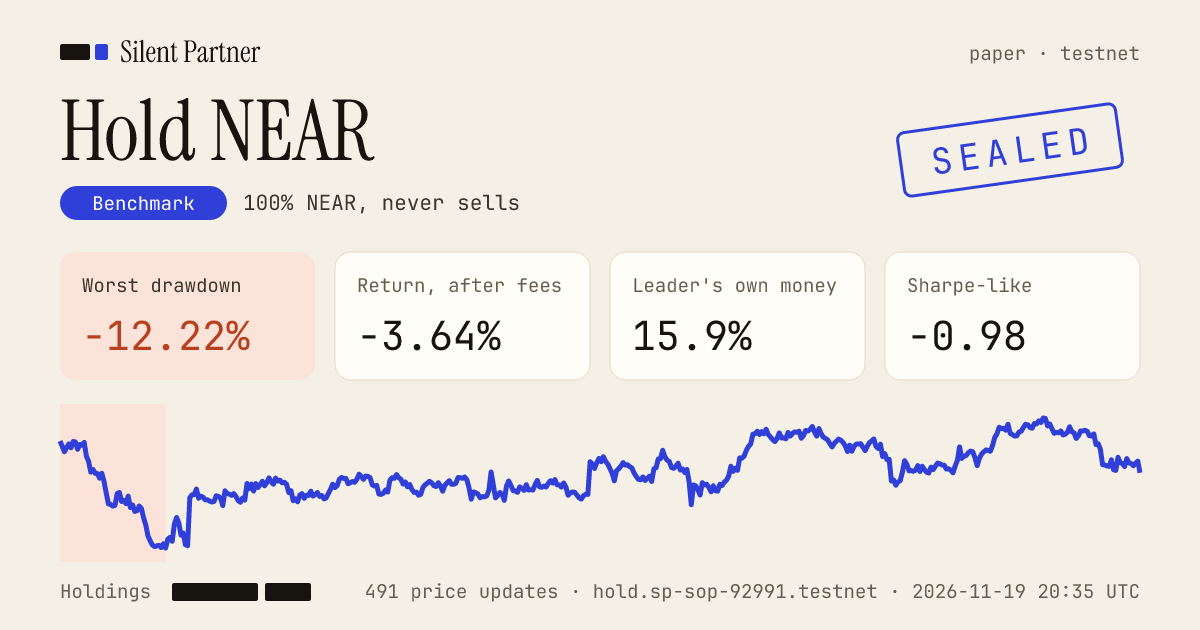 Silent Partner
paper · testnet
Hold NEAR
SEALED
Benchmark
100% NEAR, never sells
Worst drawdown
-12.22%
Return, after fees
-3.64%
Leader's own money
15.9%
Sharpe-like
-0.98
Holdings
491 price updates · hold.sp-sop-92991.testnet · 2026-11-19 20:35 UTC